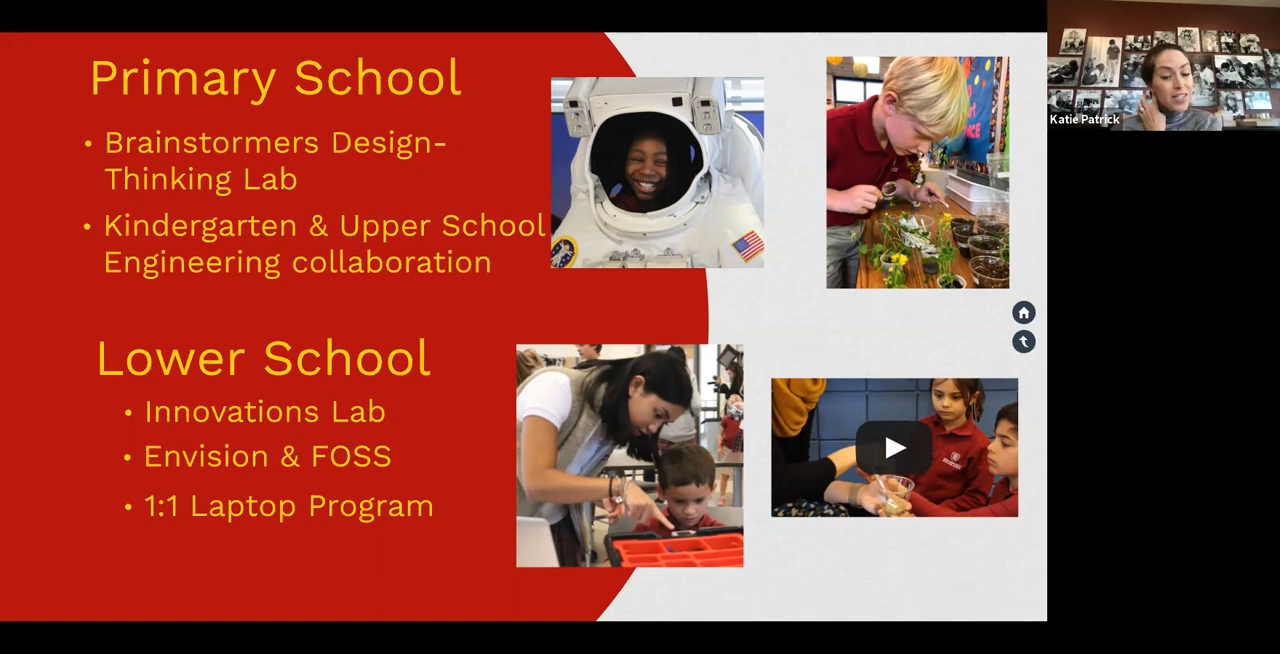 Primary School
• Brainstormers Design-
Thinking Lab
• Kindergarten & Upper School
Engineering collaboration
Lower School
• Innovations Lab
• Envision & FOSS
• 1:1 Laptop Program
Katie Patrick